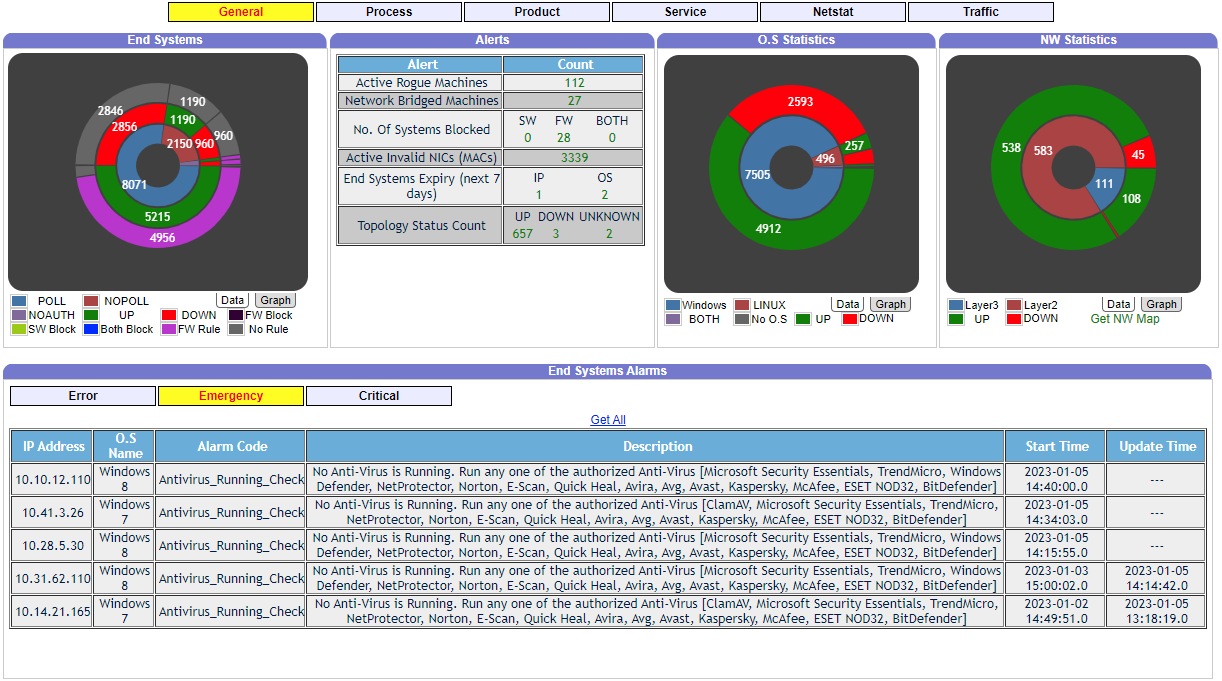 General Process Product Service Netstat Traffic
End Systems
2846
1190
2856
1190
960
2150
960
8071
5215
4956
POLL NOPOLL Data Graph
NOAUTH UP DOWN FW Block
SW Block Both Block FW Rule No Rule
Alerts
Alert Count
Active Rogue Machines 112
Network Bridged Machines 27
No. Of Systems Blocked SW FW BOTH
0 28 0
Active Invalid NICs (MACs) 3339
End Systems Expiry (next 7 days) IP OS
1 2
Topology Status Count UP DOWN UNKNOWN
657 3 2
O.S Statistics
2593
257
496
7505
4912
Windows LINUX Data Graph
BOTH No O.S UP DOWN
NW Statistics
538
583
45
111
108
Layer3 Layer2 Data Graph
UP DOWN Get NW Map
End Systems Alarms
Error Emergency Critical
Get All
IP Address O.S Name Alarm Code Description Start Time Update Time
10.10.12.110 Windows 8 Antivirus_Running_Check No Anti-Virus is Running. Run any one of the authorized Anti-Virus [Microsoft Security Essentials, TrendMicro, Windows
Defender, NetProtector, Norton, E-Scan, Quick Heal, Avira, Avg, Avast, Kaspersky, McAfee, ESET NOD32, BitDefender] 2023-01-05 14:40:00.0 ---
10.41.3.26 Windows 7 Antivirus_Running_Check No Anti-Virus is Running. Run any one of the authorized Anti-Virus [ClamAV, Microsoft Security Essentials, TrendMicro,
NetProtector, Norton, E-Scan, Quick Heal, Avira, Avg, Avast, Kaspersky, McAfee, ESET NOD32, BitDefender] 2023-01-05 14:34:03.0 ---
10.28.5.30 Windows 8 Antivirus_Running_Check No Anti-Virus is Running. Run any one of the authorized Anti-Virus [Microsoft Security Essentials, TrendMicro, Windows
Defender, NetProtector, Norton, E-Scan, Quick Heal, Avira, Avg, Avast, Kaspersky, McAfee, ESET NOD32, BitDefender] 2023-01-05 14:15:55.0 ---
10.31.62.110 Windows 8 Antivirus_Running_Check No Anti-Virus is Running. Run any one of the authorized Anti-Virus [Microsoft Security Essentials, TrendMicro, Windows
Defender, NetProtector, Norton, E-Scan, Quick Heal, Avira, Avg, Avast, Kaspersky, McAfee, ESET NOD32, BitDefender] 2023-01-03 15:00:02.0 2023-01-05 14:14:42.0
10.14.21.165 Windows 7 Antivirus_Running_Check No Anti-Virus is Running. Run any one of the authorized Anti-Virus [ClamAV, Microsoft Security Essentials, TrendMicro,
NetProtector, Norton, E-Scan, Quick Heal, Avira, Avg, Avast, Kaspersky, McAfee, ESET NOD32, BitDefender] 2023-01-02 14:49:51.0 2023-01-05 13:18:19.0